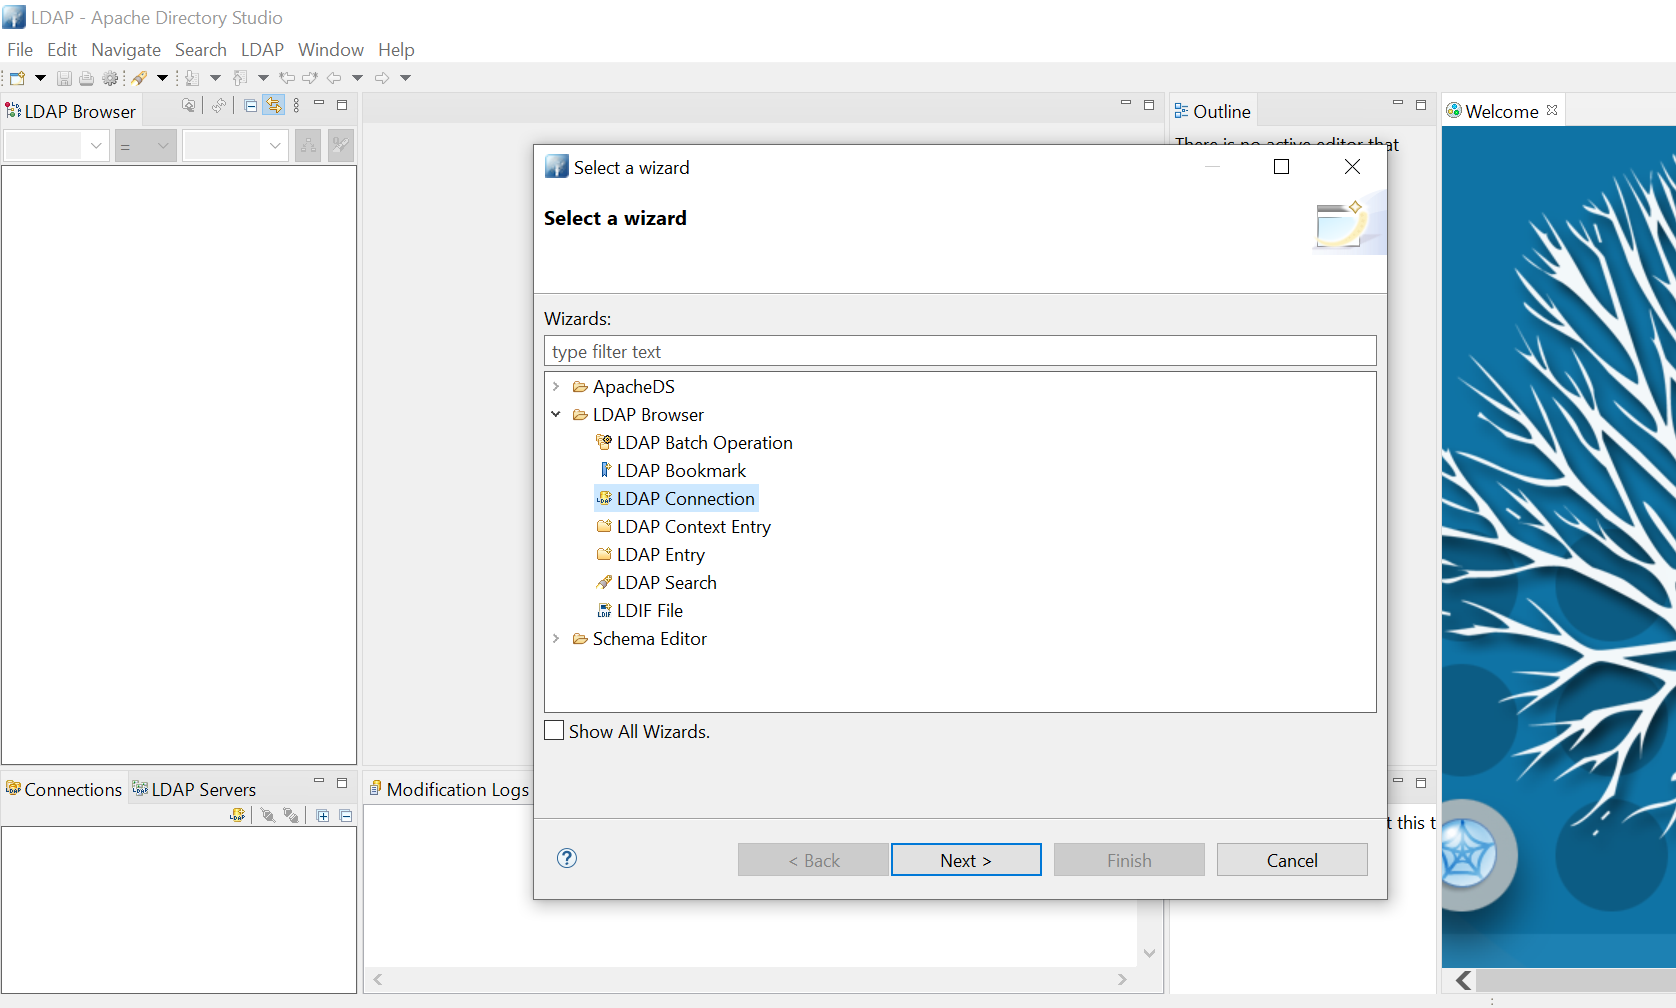 LDAP - Apache Directory Studio
File Edit Navigate Search LDAP Window Help
LDAP Browser
=
Outline
There is no active editor that
Welcome
Select a wizard
Select a wizard
Wizards:
type filter text
ApacheDS
LDAP Browser
LDAP Batch Operation
LDAP Bookmark
LDAP Connection
LDAP Context Entry
LDAP Entry
LDAP Search
LDIF File
Schema Editor
Show All Wizards.
Connections
LDAP Servers
Modification Logs
t this t
?
< Back
Next >
Finish
Cancel